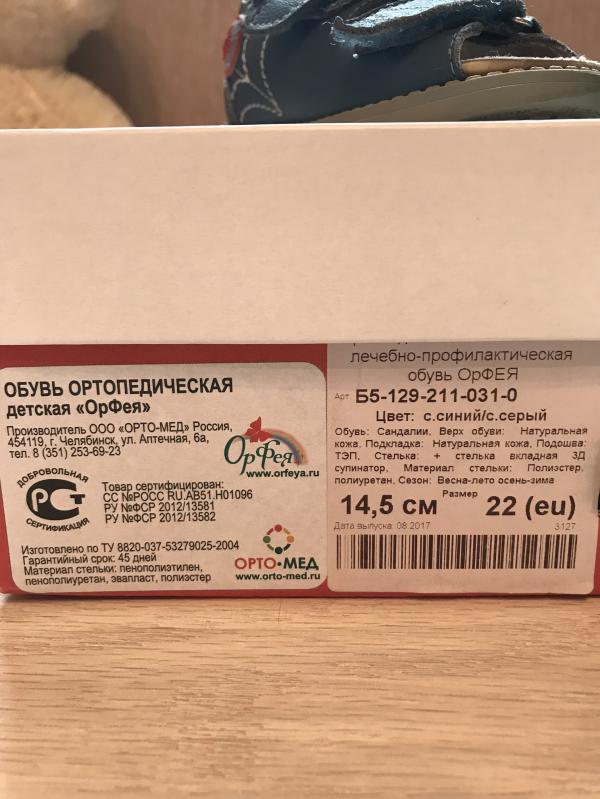 ОБУВЬ ОРТОПЕДИЧЕСКАЯ
детская «ОрФея»
Производитель ООО «ОРТО-МЕД» Россия,
454119, г. Челябинск, ул. Аптечная, 6а,
тел. 8 (351) 253-69-23
ОрФея
www.orfeya.ru
ДОБРОВОЛЬНАЯ
РСТ
СЕРТИФИКАЦИЯ
Товар сертифицирован:
СС №РОСС RU.АВ51.Н01096
РУ №ФСР 2012/13581
РУ №ФСР 2012/13582
Изготовлено по ТУ 8820-037-53279025-2004
Гарантийный срок: 45 дней
Материал стельки: пенополиэтилен,
пенополиуретан, эвапласт, полиэстер
ОРТО•МЕД
www.orto-med.ru
лечебно-профилактическая
обувь ОрФЕЯ
Арт Б5-129-211-031-0
Цвет: с.синий/с.серый
Обувь: Сандалии, Верх обуви: Натуральная
кожа, Подкладка: Натуральная кожа, Подошва:
ТЭП, Стелька: + стелька вкладная 3Д
супинатор, Материал стельки: Полиэстер,
полиуретан, Сезон: Весна-лето осень-зима
Размер
14,5 см 22 (eu)
Дата выпуска: 08.2017 3127